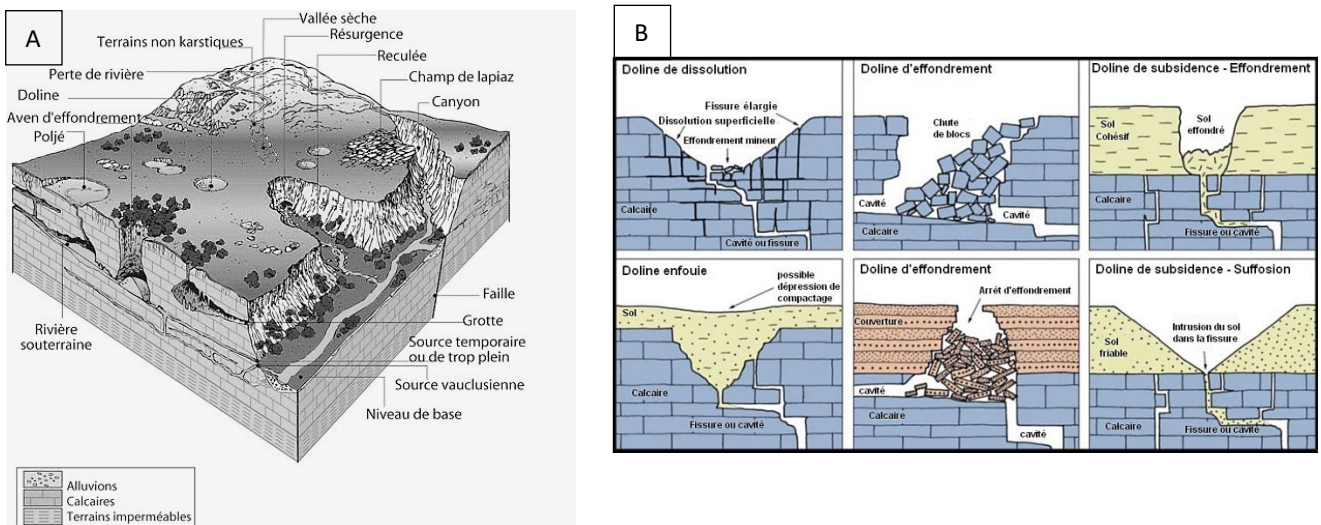 A
Vallée sèche
Terrains non karstiques
Résurgence
Reculée
Perte de rivière
Champ de lapiaz
Doline
Canyon
Aven d'effondrement
Poljé
Faille
Rivière
souterraine
Grotte
Source temporaire
ou de trop plein
Source vauclusienne
Niveau de base
Alluvions
Calcaires
Terrains imperméables
B
Doline de dissolution
Fissure élargie
Dissolution superficielle
Effondrement mineur
Calcaire
Cavité ou fissure
Doline d'effondrement
Chute
de blocs
Cavité
Cavité
Calcaire
Doline de subsidence - Effondrement
Sol
effondré
Sol
Cohésif
Calcaire
Fissure ou cavité
Doline enfouie
possible
dépression de
compactage
Sol
Calcaire
Fissure ou cavité
Doline d'effondrement
Arrét d'effondrement
Couverture
cavité
Calcaire
cavité
Doline de subsidence - Suffosion
Intrusion du sol
dans la fissure
Sol
friable
Calcaire
Fissure ou cavité